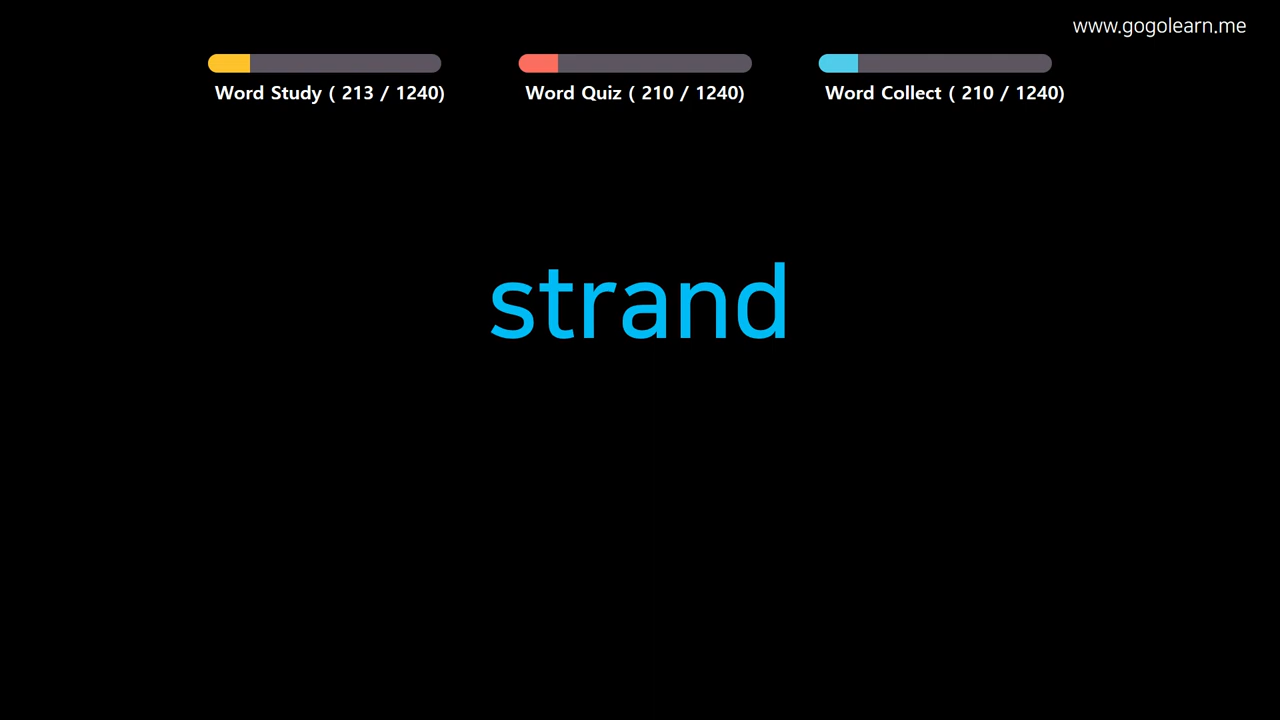 www.gogolearn.me
Word Study ( 213 / 1240)
Word Quiz ( 210 / 1240)
Word Collect ( 210 / 1240)
strand